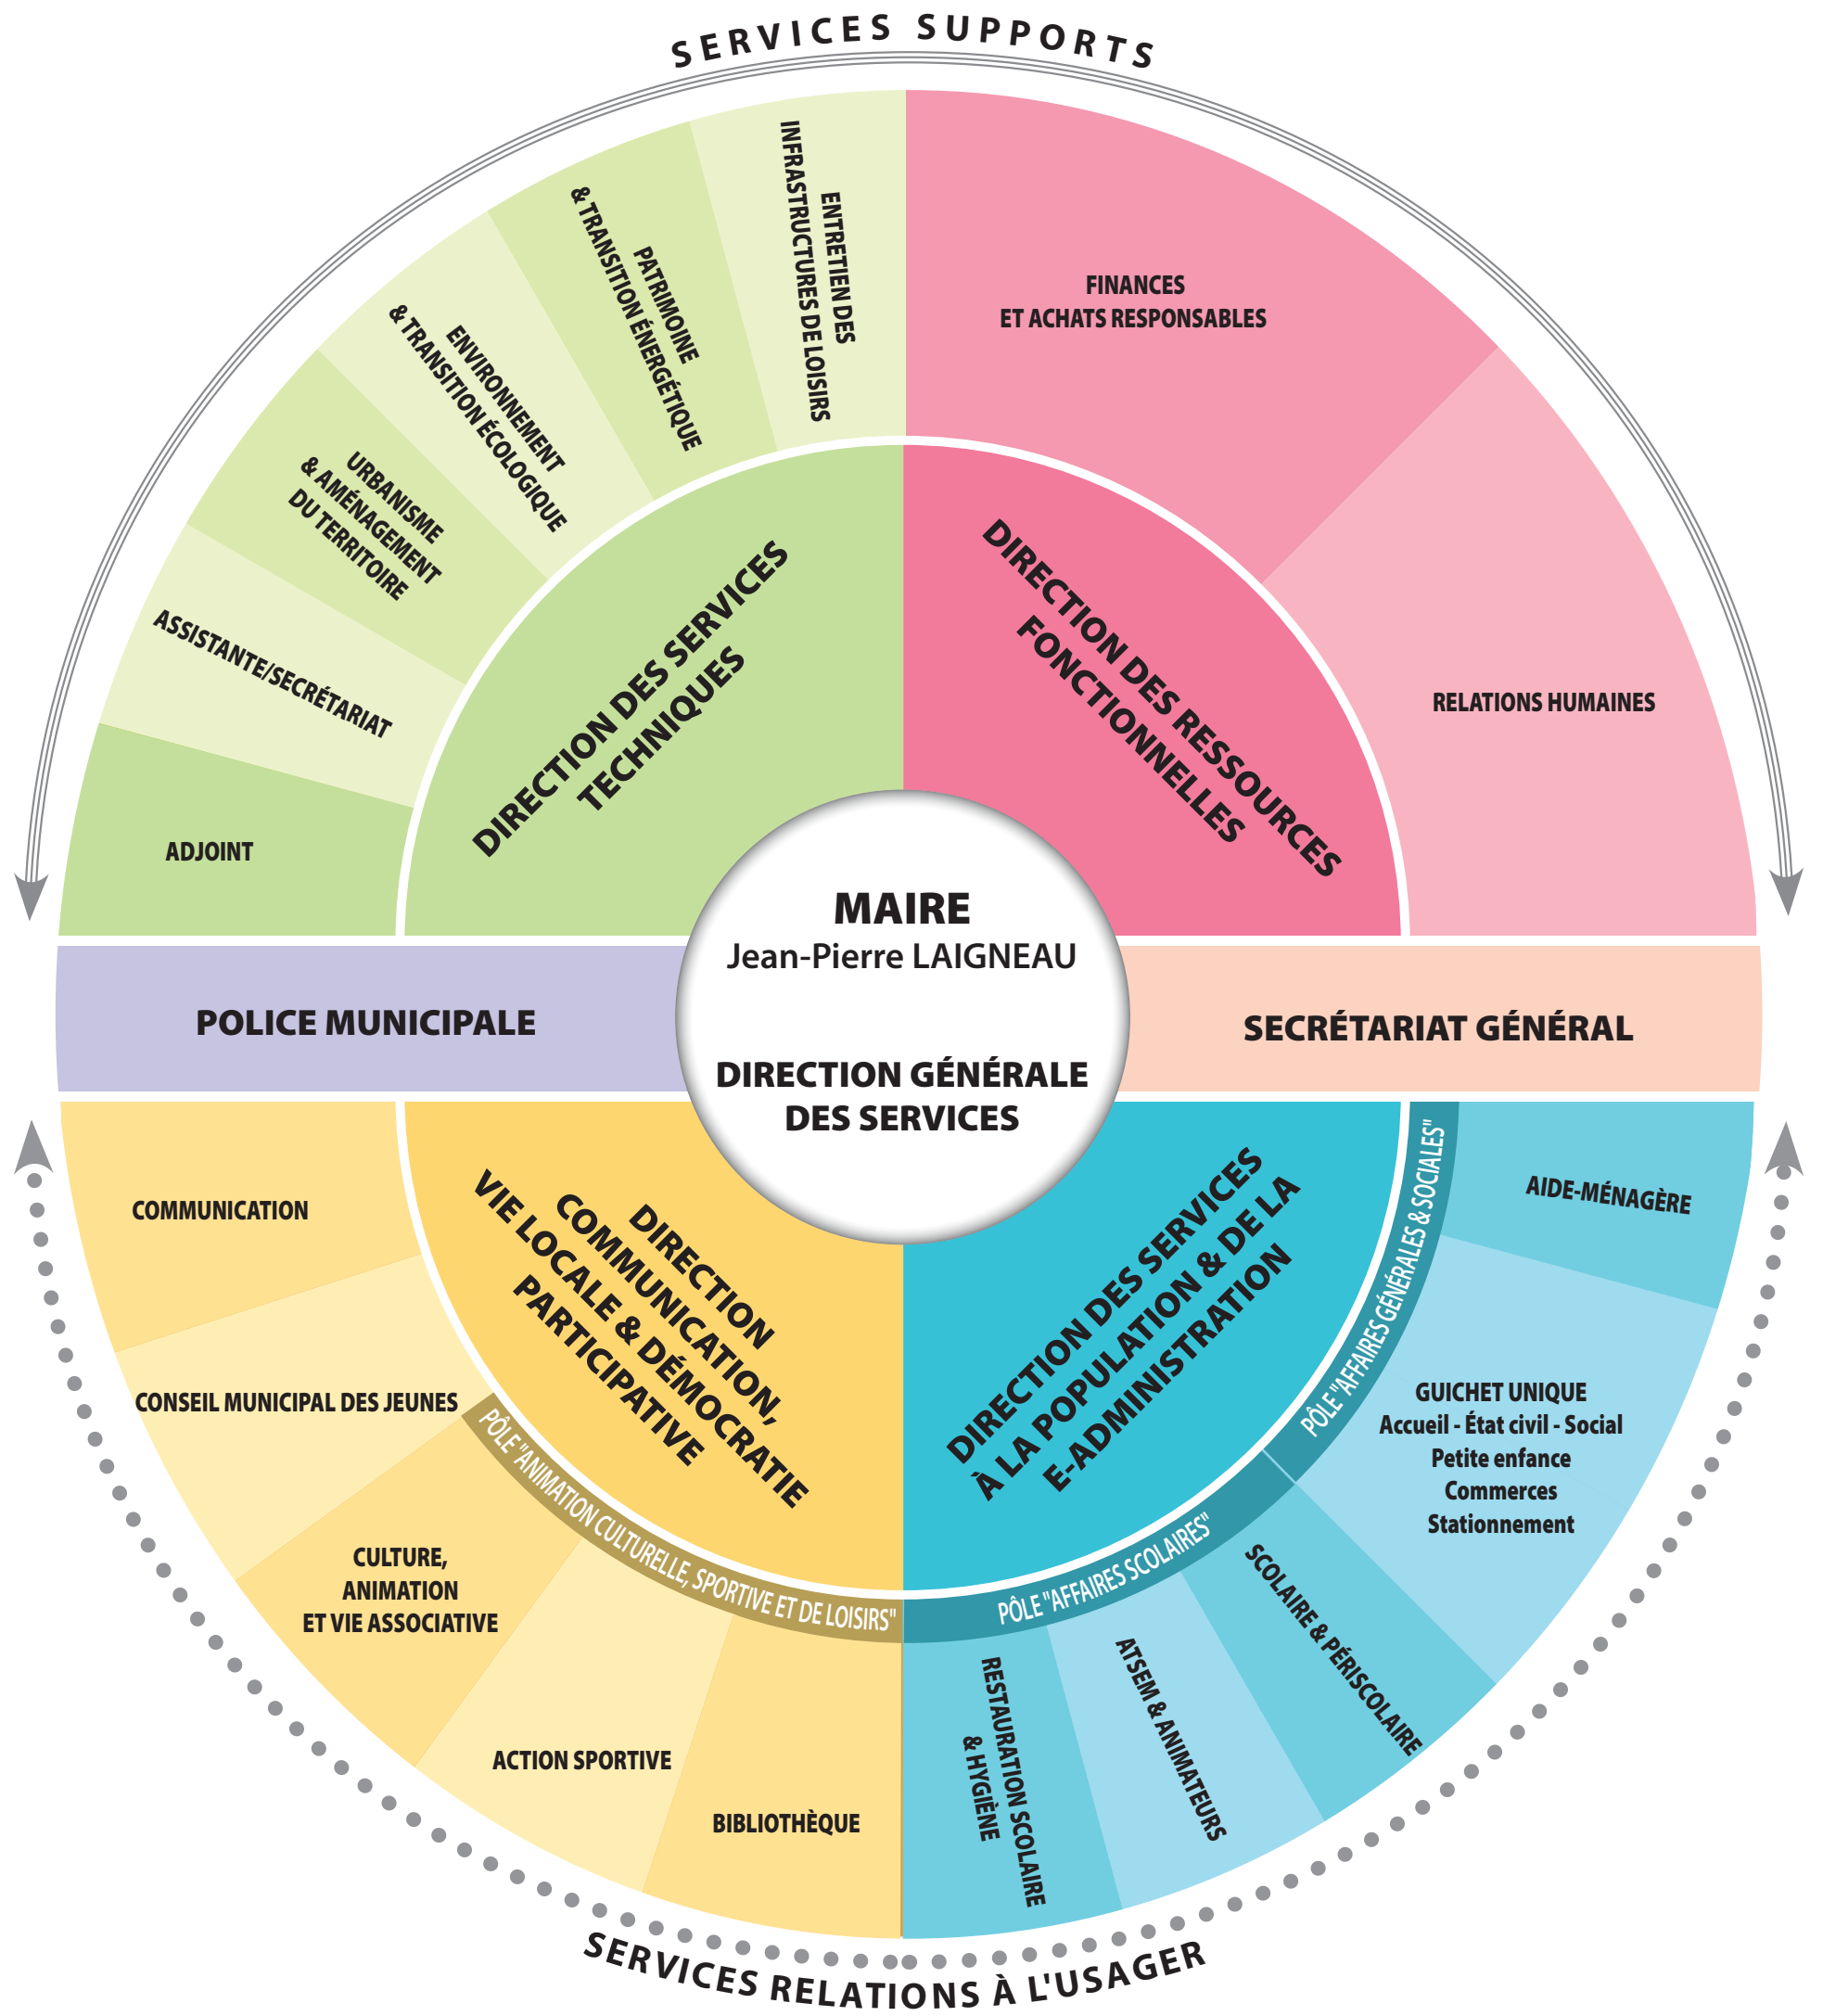 SERVICES SUPPORTS
ENTRETIEN DES
INFRASTRUCTURES DE LOISIRS
PATRIMOINE
& TRANSITION ÉNERGÉTIQUE
ENVIRONNEMENT
& TRANSITION ÉCOLOGIQUE
URBANISME
& AMÉNAGEMENT
DU TERRITOIRE
ASSISTANTE/SECRÉTARIAT
ADJOINT
DIRECTION DES SERVICES
TECHNIQUES
FINANCES
ET ACHATS RESPONSABLES
RELATIONS HUMAINES
DIRECTION DES RESSOURCES
FONCTIONNELLES
MAIRE
Jean-Pierre LAIGNEAU
DIRECTION GÉNÉRALE
DES SERVICES
POLICE MUNICIPALE
SECRÉTARIAT GÉNÉRAL
DIRECTION
COMMUNICATION,
VIE LOCALE & DÉMOCRATIE
PARTICIPATIVE
COMMUNICATION
CONSEIL MUNICIPAL DES JEUNES
PÔLE "ANIMATION CULTURELLE, SPORTIVE ET DE LOISIRS"
CULTURE,
ANIMATION
ET VIE ASSOCIATIVE
ACTION SPORTIVE
BIBLIOTHÈQUE
DIRECTION DES SERVICES
À LA POPULATION & DE LA
E-ADMINISTRATION
PÔLE "AFFAIRES GÉNÉRALES & SOCIALES"
AIDE-MÉNAGÈRE
GUICHET UNIQUE
Accueil - État civil - Social
Petite enfance
Commerces
Stationnement
PÔLE "AFFAIRES SCOLAIRES"
SCOLAIRE & PÉRISCOLAIRE
ATSEM & ANIMATEURS
RESTAURATION SCOLAIRE
& HYGIÈNE
SERVICES RELATIONS À L'USAGER